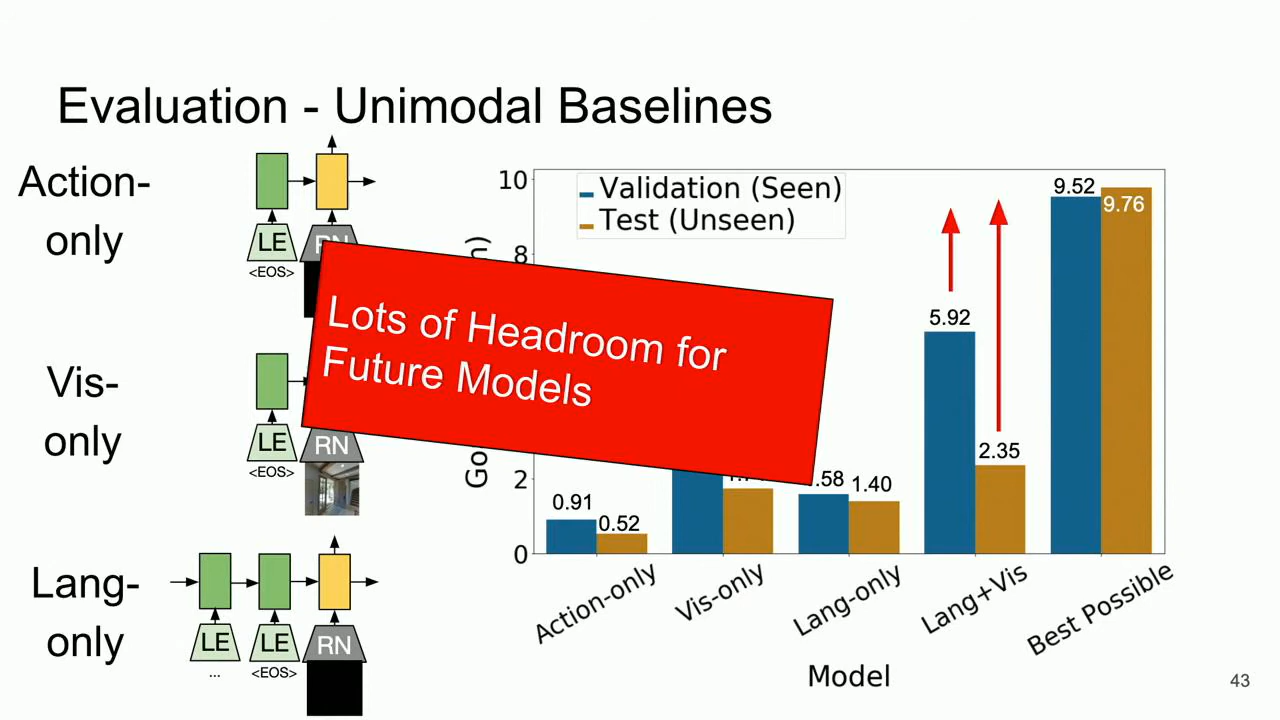 Evaluation - Unimodal Baselines
Action-
only
LE
RN
<EOS>
Vis-
only
LE
RN
<EOS>
Lang-
only
LE
LE
RN
...
<EOS>
Lots of Headroom for
Future Models
Validation (Seen)
Test (Unseen)
10
8
2
0
0.91
0.52
1.40
5.92
2.35
9.52
9.76
Action-only
Vis-only
Lang-only
Lang+Vis
Best Possible
Model
43